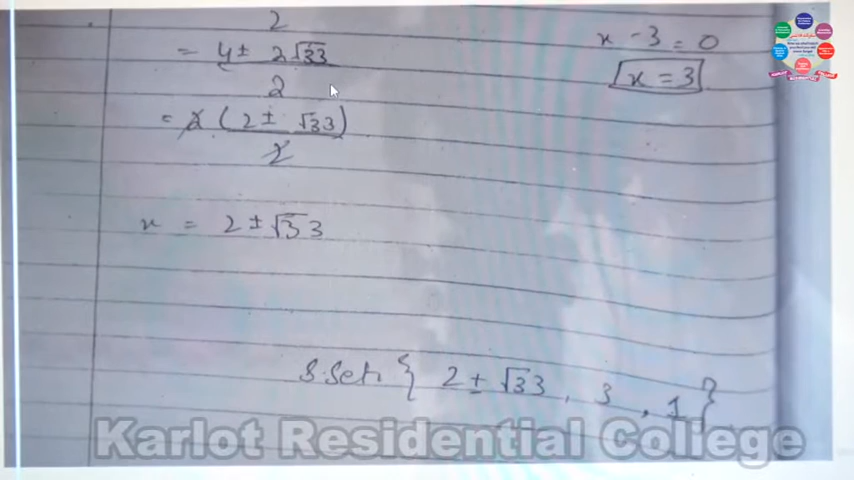 2
= 4 ± 2√33
2
= 2 (2 ± √33)
2
x = 2 ± √33
x - 3 = 0
x = 3
S.Set { 2 ± √33 , 3 , 1 }
Karlot Residential College